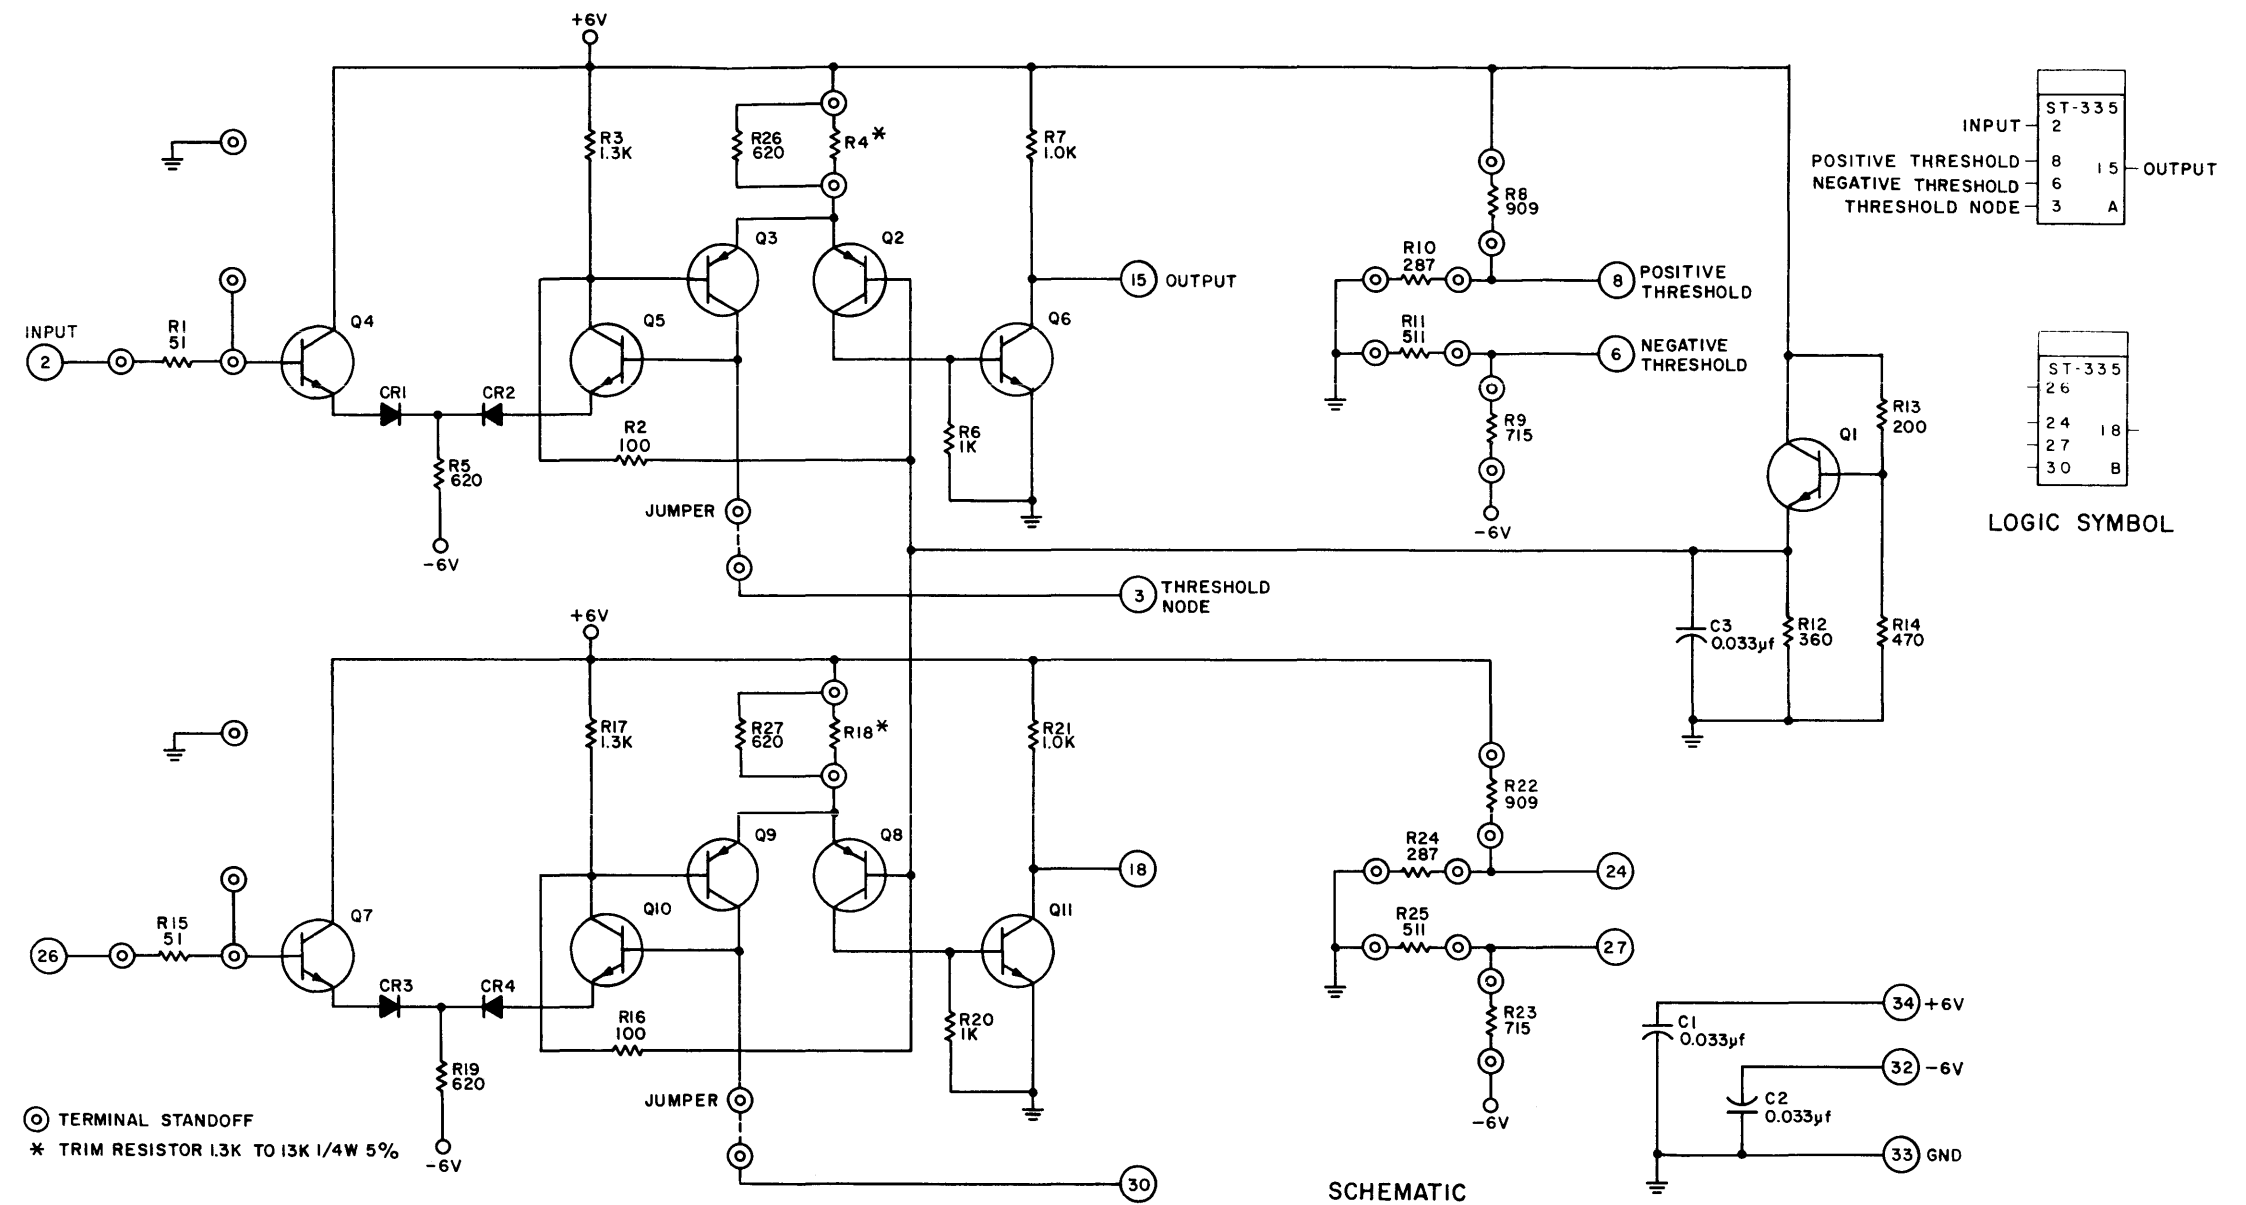 +6V
ST-335
INPUT 2
POSITIVE THRESHOLD 8
NEGATIVE THRESHOLD 6
THRESHOLD NODE 3
15 OUTPUT
A
R3
1.3K
R26
620
R4*
R7
1.0K
R8
909
Q3
Q2
R10
287
15 OUTPUT
8 POSITIVE
THRESHOLD
INPUT
2
R1
51
Q4
Q5
Q6
R11
511
6 NEGATIVE
THRESHOLD
ST-335
26
24
27
30
18
B
LOGIC SYMBOL
CR1
CR2
R2
100
R5
620
-6V
R6
1K
R9
715
-6V
Q1
R13
200
JUMPER
3 THRESHOLD
NODE
C3
0.033µf
R12
360
R14
470
+6V
R17
1.3K
R27
620
R18*
R21
1.0K
R22
909
Q9
Q8
R24
287
18
24
26
R15
51
Q7
Q10
Q11
R25
511
27
CR3
CR4
R16
100
R19
620
-6V
R20
1K
R23
715
-6V
JUMPER
30
34 +6V
C1
0.033µf
32 -6V
C2
0.033µf
33 GND
TERMINAL STANDOFF
* TRIM RESISTOR 1.3K TO 13K 1/4W 5%
SCHEMATIC